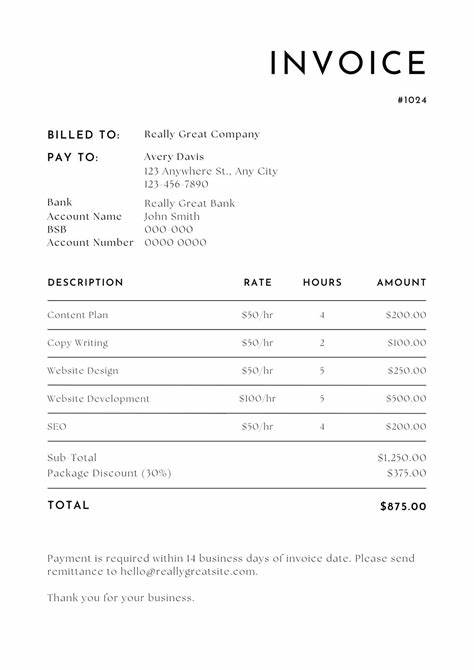 INVOICE
#1024
BILLED TO: Really Great Company
PAY TO: Avery Davis
123 Anywhere St., Any City
123-456-7890
Bank Really Great Bank
Account Name John Smith
BSB 000-000
Account Number 0000 0000
DESCRIPTION RATE HOURS AMOUNT
Content Plan $50/hr 4 $200.00
Copy Writing $50/hr 2 $100.00
Website Design $50/hr 5 $250.00
Website Development $100/hr 5 $500.00
SEO $50/hr 4 $200.00
Sub-Total $1,250.00
Package Discount (30%) $375.00
TOTAL $875.00
Payment is required within 14 business days of invoice date. Please send
remittance to hello@reallygreatsite.com.
Thank you for your business.